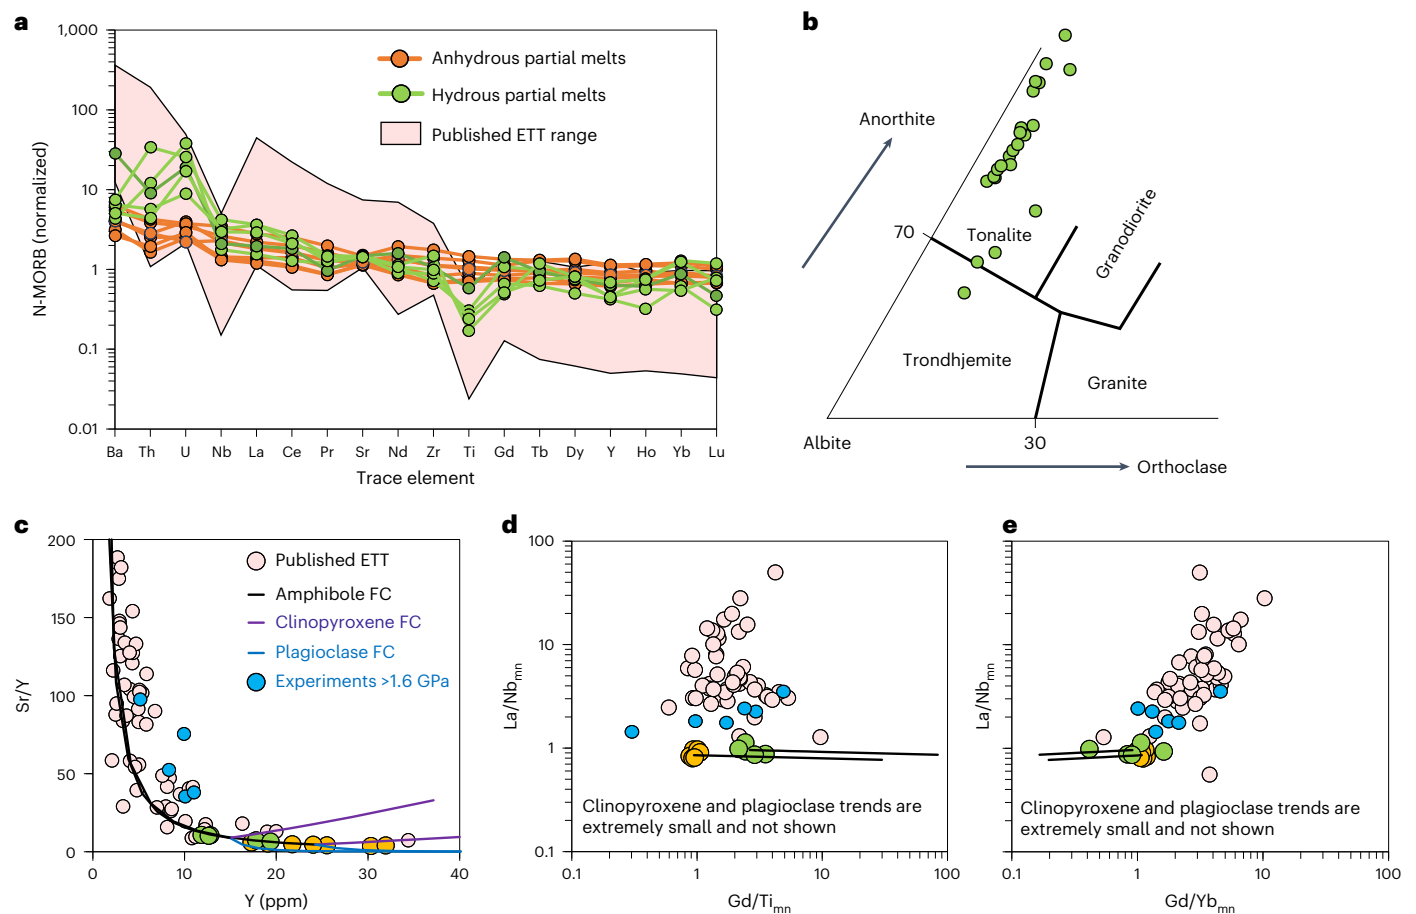 a
1,000
100
10
1
0.1
0.01
N-MORB (normalized)
Anhydrous partial melts
Hydrous partial melts
Published ETT range
Ba Th U Nb La Ce Pr Sr Nd Zr Ti Gd Tb Dy Y Ho Yb Lu
Trace element
b
Anorthite
70
Tonalite
Granodiorite
Trondhjemite
Granite
Albite
30
Orthoclase
c
200
150
100
50
0
Sr/Y
Published ETT
Amphibole FC
Clinopyroxene FC
Plagioclase FC
Experiments >1.6 GPa
0 10 20 30 40
Y (ppm)
d
100
10
1
0.1
La/Nbmn
Clinopyroxene and plagioclase trends are
extremely small and not shown
0.1 1 10 100
Gd/Timn
e
100
10
1
0.1
La/Nbmn
Clinopyroxene and plagioclase trends are
extremely small and not shown
0.1 1 10 100
Gd/Ybmn